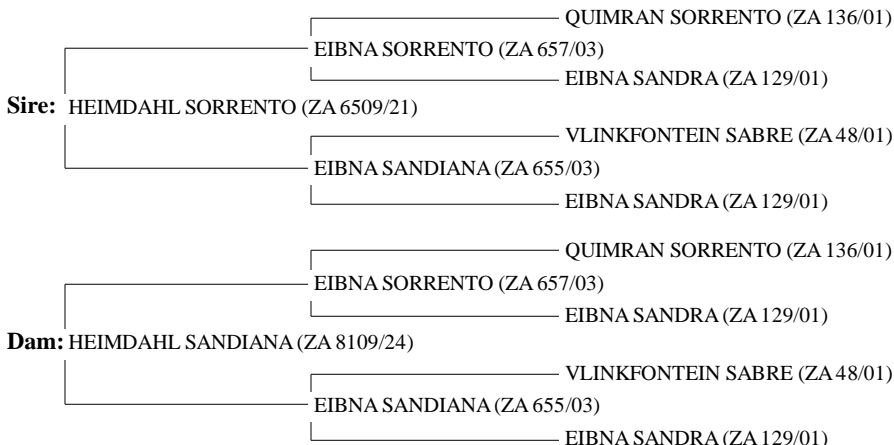 QUIMRAN SORRENTO (ZA 136/01)
EIBNA SORRENTO (ZA 657/03)
EIBNA SANDRA (ZA 129/01)
Sire: HEIMDAHL SORRENTO (ZA 6509/21)
VLINKFONTEIN SABRE (ZA 48/01)
EIBNA SANDIANA (ZA 655/03)
EIBNA SANDRA (ZA 129/01)
QUIMRAN SORRENTO (ZA 136/01)
EIBNA SORRENTO (ZA 657/03)
EIBNA SANDRA (ZA 129/01)
Dam: HEIMDAHL SANDIANA (ZA 8109/24)
VLINKFONTEIN SABRE (ZA 48/01)
EIBNA SANDIANA (ZA 655/03)
EIBNA SANDRA (ZA 129/01)